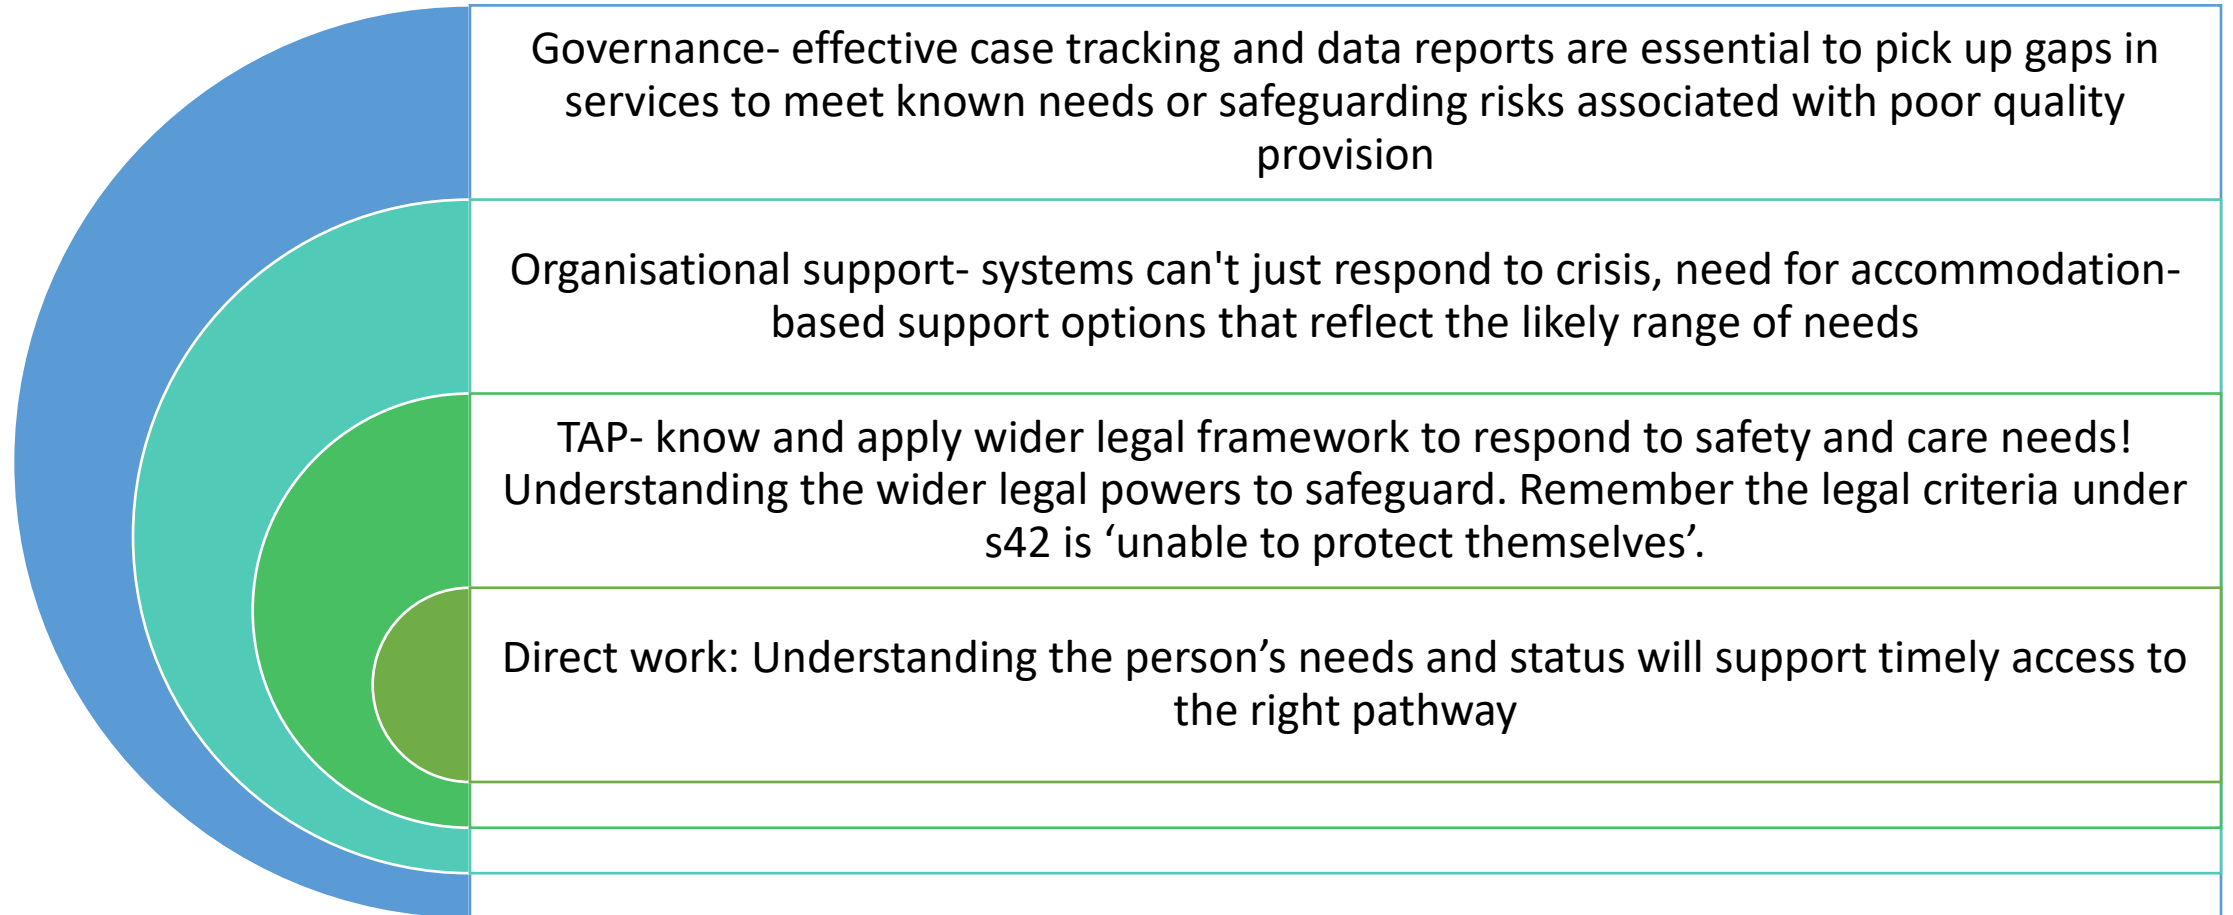 Governance- effective case tracking and data reports are essential to pick up gaps in
services to meet known needs or safeguarding risks associated with poor quality
provision
Organisational support- systems can't just respond to crisis, need for accommodation-
based support options that reflect the likely range of needs
TAP- know and apply wider legal framework to respond to safety and care needs!
Understanding the wider legal powers to safeguard. Remember the legal criteria under
s42 is ‘unable to protect themselves’.
Direct work: Understanding the person’s needs and status will support timely access to
the right pathway